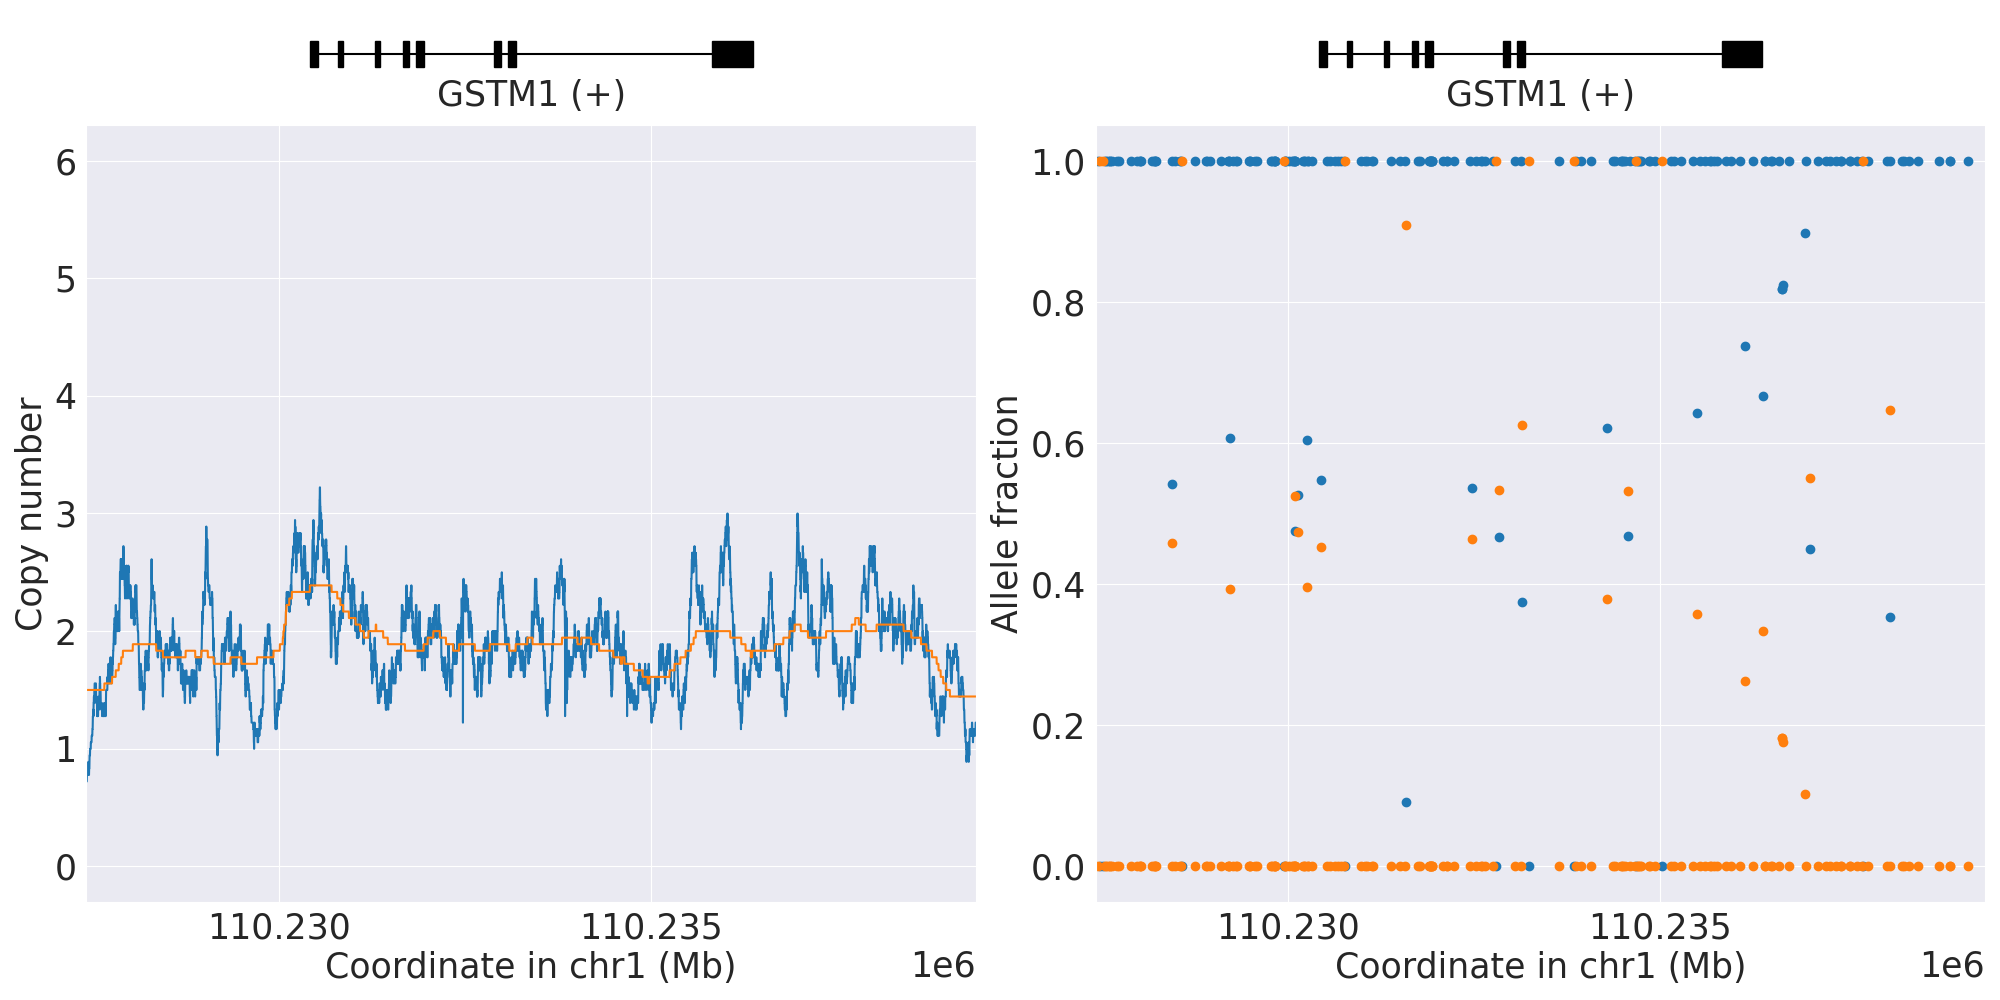 GSTM1 (+)
6
5
4
3
2
1
0
Copy number
110.230
110.235
Coordinate in chr1 (Mb)
1e6
GSTM1 (+)
1.0
0.8
0.6
0.4
0.2
0.0
Allele fraction
110.230
110.235
Coordinate in chr1 (Mb)
1e6